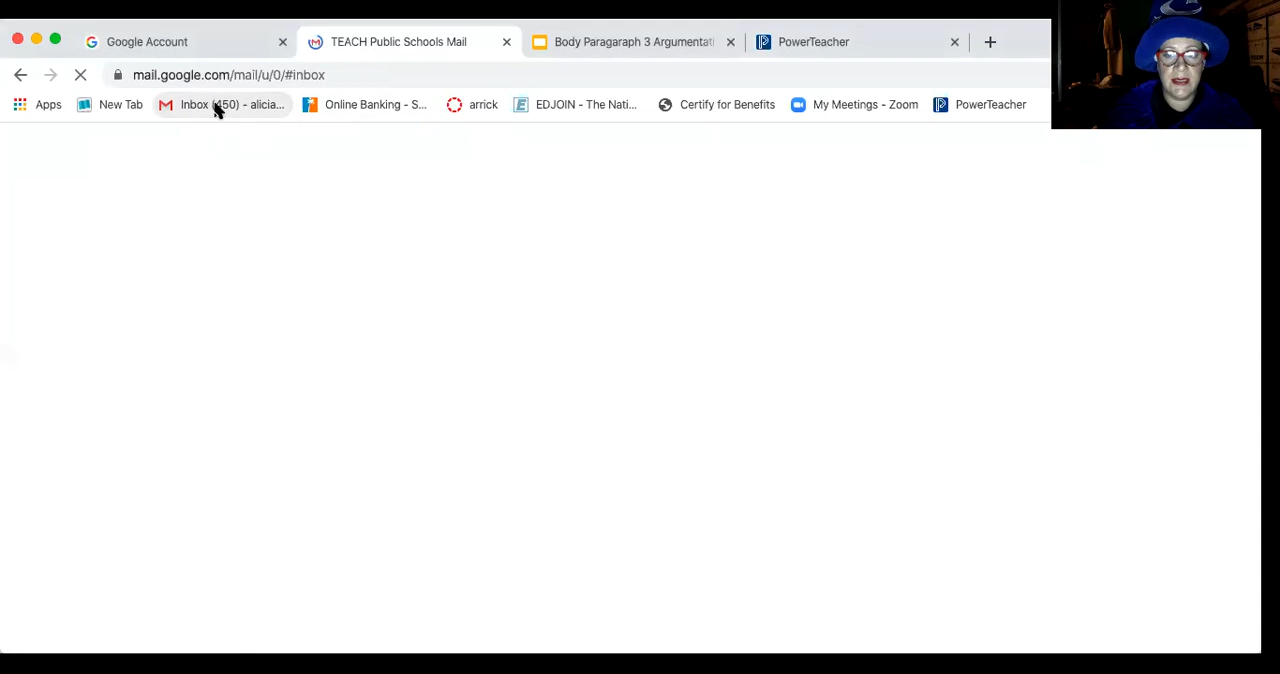 Google Account TEACH Public Schools Mail Body Paragaraph 3 Argumentati PowerTeacher
mail.google.com/mail/u/0/#inbox
Apps New Tab Inbox (450) - alicia... Online Banking - S... arrick EDJOIN - The Nati... Certify for Benefits My Meetings - Zoom PowerTeacher